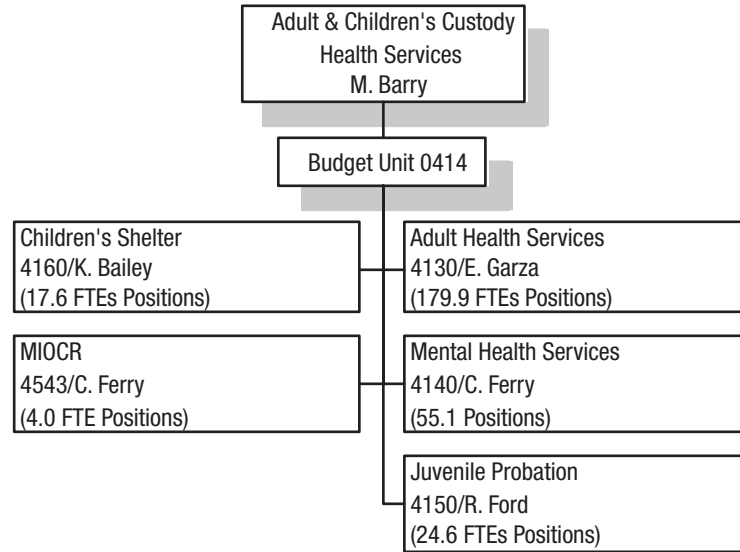 Adult & Children's Custody
Health Services
M. Barry
Budget Unit 0414
Children's Shelter
4160/K. Bailey
(17.6 FTEs Positions)
Adult Health Services
4130/E. Garza
(179.9 FTEs Positions)
MIOCR
4543/C. Ferry
(4.0 FTE Positions)
Mental Health Services
4140/C. Ferry
(55.1 Positions)
Juvenile Probation
4150/R. Ford
(24.6 FTEs Positions)